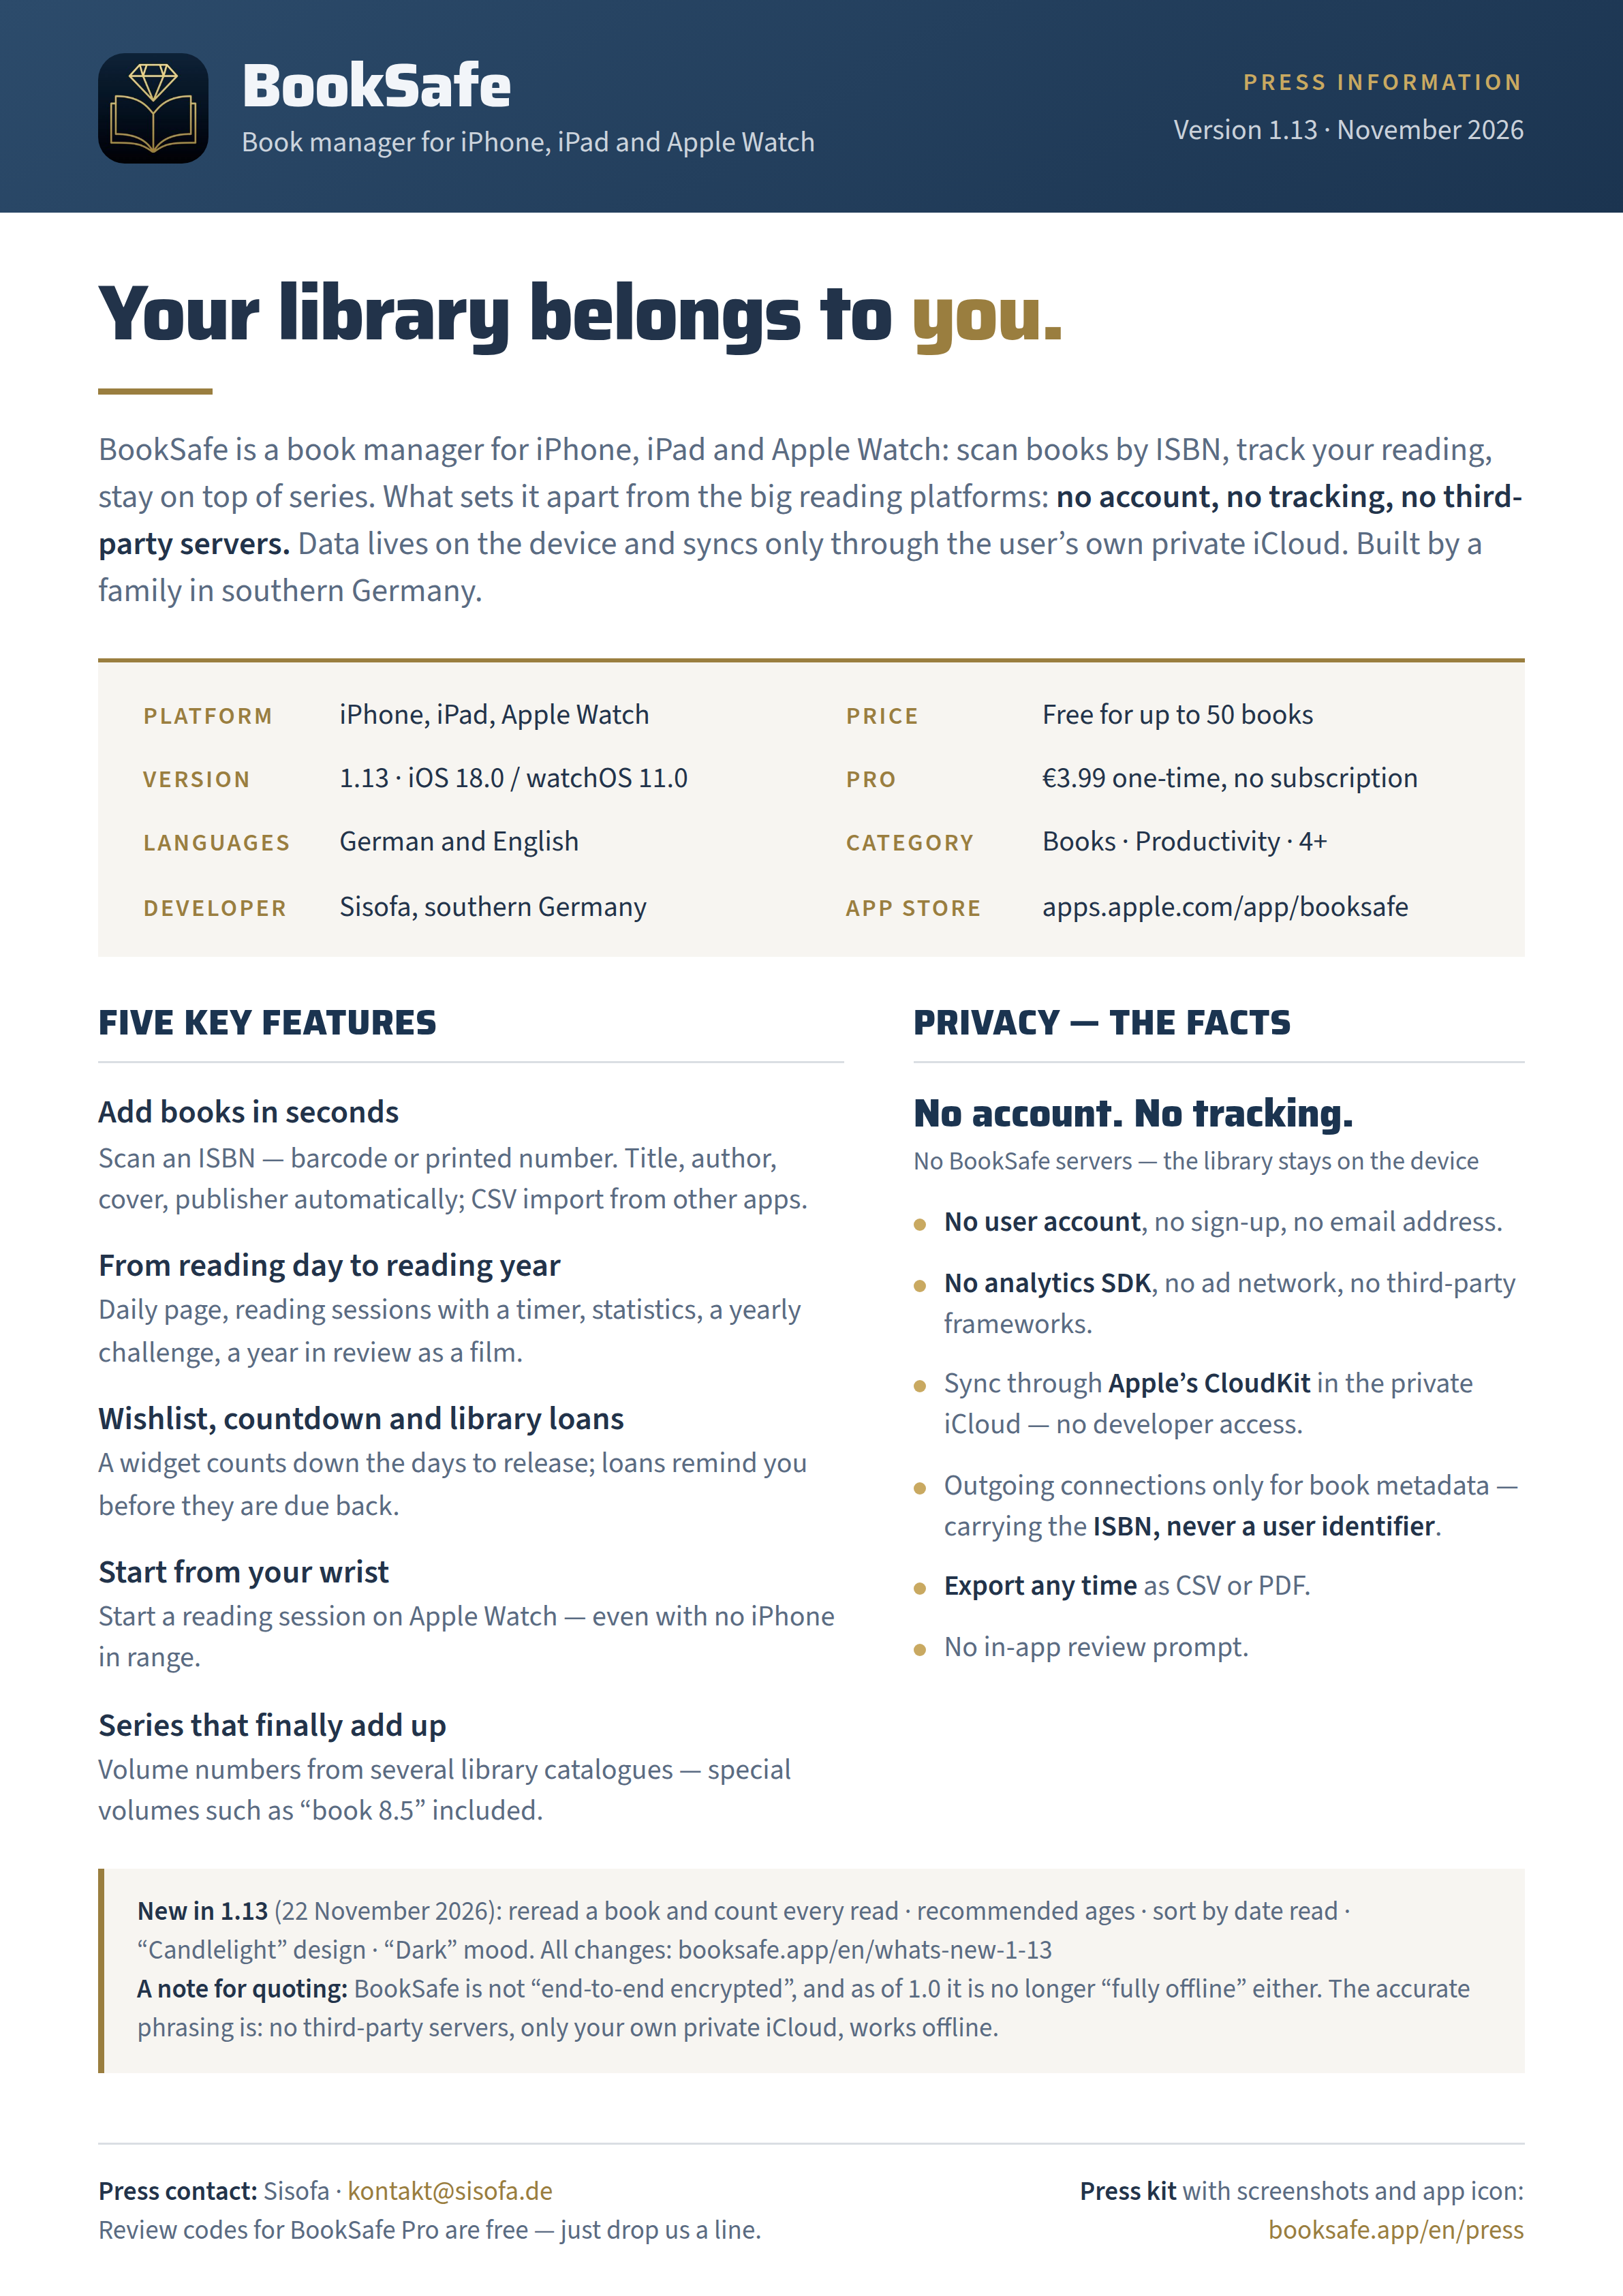 BookSafe
Book manager for iPhone, iPad and Apple Watch
PRESS INFORMATION
Version 1.13 · November 2026
Your library belongs to you.
BookSafe is a book manager for iPhone, iPad and Apple Watch: scan books by ISBN, track your reading,
stay on top of series. What sets it apart from the big reading platforms: no account, no tracking, no third-
party servers. Data lives on the device and syncs only through the user’s own private iCloud. Built by a
family in southern Germany.
PLATFORM iPhone, iPad, Apple Watch
PRICE Free for up to 50 books
VERSION 1.13 · iOS 18.0 / watchOS 11.0
PRO €3.99 one-time, no subscription
LANGUAGES German and English
CATEGORY Books · Productivity · 4+
DEVELOPER Sisofa, southern Germany
APP STORE apps.apple.com/app/booksafe
FIVE KEY FEATURES
Add books in seconds
Scan an ISBN — barcode or printed number. Title, author,
cover, publisher automatically; CSV import from other apps.
From reading day to reading year
Daily page, reading sessions with a timer, statistics, a yearly
challenge, a year in review as a film.
Wishlist, countdown and library loans
A widget counts down the days to release; loans remind you
before they are due back.
Start from your wrist
Start a reading session on Apple Watch — even with no iPhone
in range.
Series that finally add up
Volume numbers from several library catalogues — special
volumes such as “book 8.5” included.
PRIVACY — THE FACTS
No account. No tracking.
No BookSafe servers — the library stays on the device
No user account, no sign-up, no email address.
No analytics SDK, no ad network, no third-party
frameworks.
Sync through Apple’s CloudKit in the private
iCloud — no developer access.
Outgoing connections only for book metadata —
carrying the ISBN, never a user identifier.
Export any time as CSV or PDF.
No in-app review prompt.
New in 1.13 (22 November 2026): reread a book and count every read · recommended ages · sort by date read ·
“Candlelight” design · “Dark” mood. All changes: booksafe.app/en/whats-new-1-13
A note for quoting: BookSafe is not “end-to-end encrypted”, and as of 1.0 it is no longer “fully offline” either. The accurate
phrasing is: no third-party servers, only your own private iCloud, works offline.
Press contact: Sisofa · kontakt@sisofa.de
Review codes for BookSafe Pro are free — just drop us a line.
Press kit with screenshots and app icon:
booksafe.app/en/press